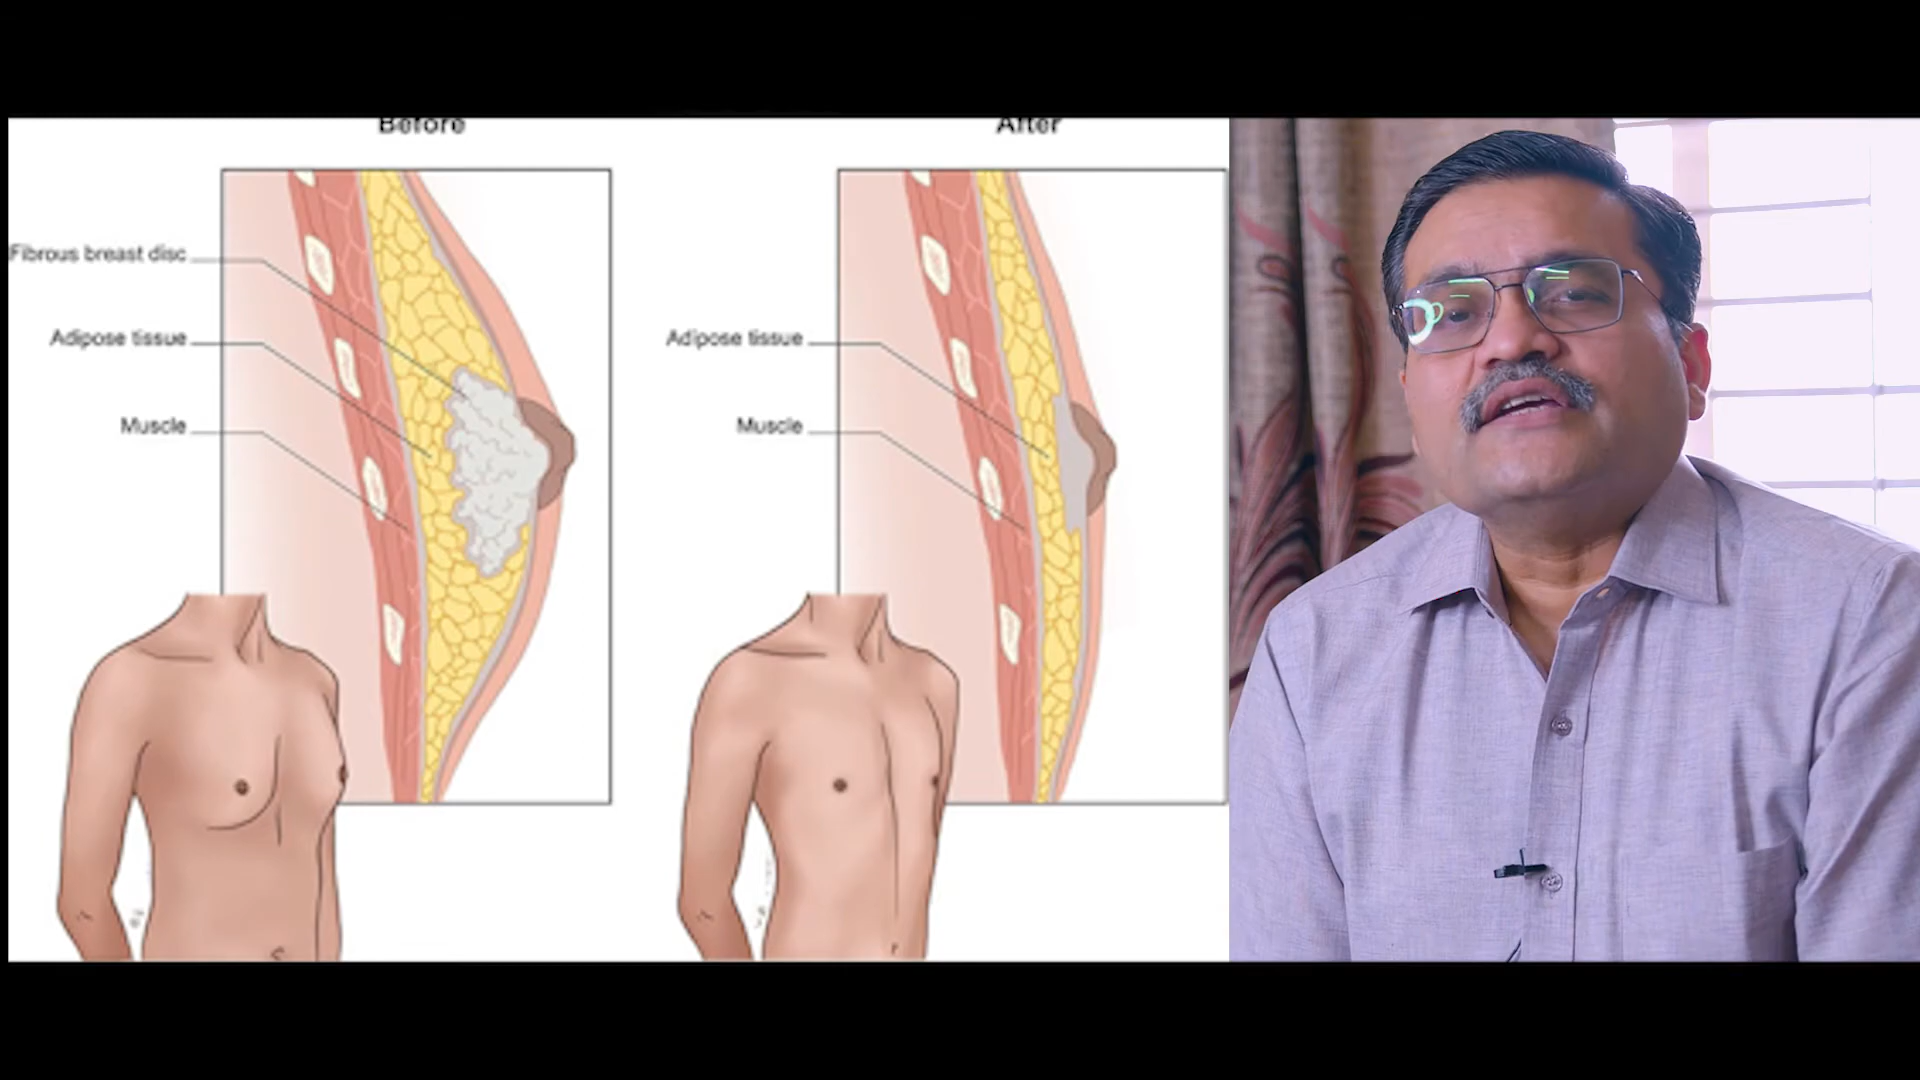 Before
After
Fibrous breast disc
Adipose tissue
Muscle
Adipose tissue
Muscle